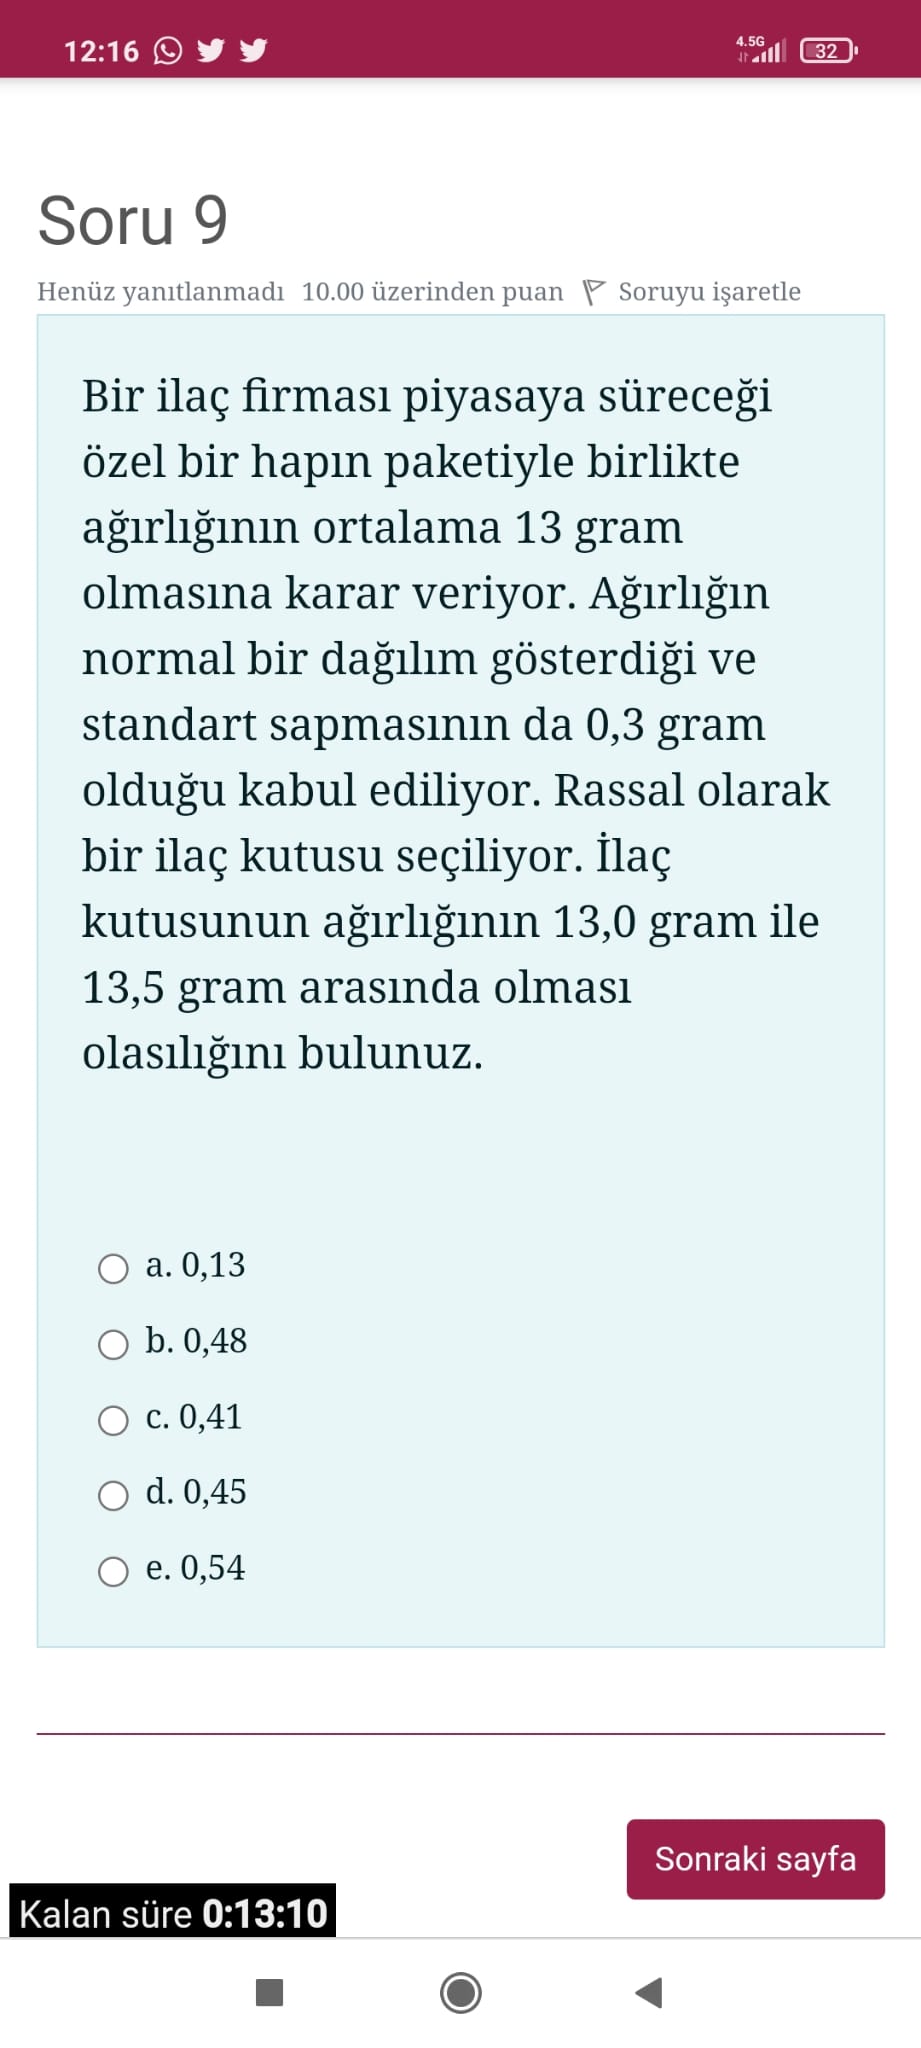 12:16
4.5G
32
Soru 9
Henüz yanıtlanmadı 10.00 üzerinden puan Soruyu işaretle
Bir ilaç firması piyasaya süreceği
özel bir hapın paketiyle birlikte
ağırlığının ortalama 13 gram
olmasına karar veriyor. Ağırlığın
normal bir dağılım gösterdiği ve
standart sapmasının da 0,3 gram
olduğu kabul ediliyor. Rassal olarak
bir ilaç kutusu seçiliyor. İlaç
kutusunun ağırlığının 13,0 gram ile
13,5 gram arasında olması
olasılığını bulunuz.
a. 0,13
b. 0,48
c. 0,41
d. 0,45
e. 0,54
Sonraki sayfa
Kalan süre 0:13:10